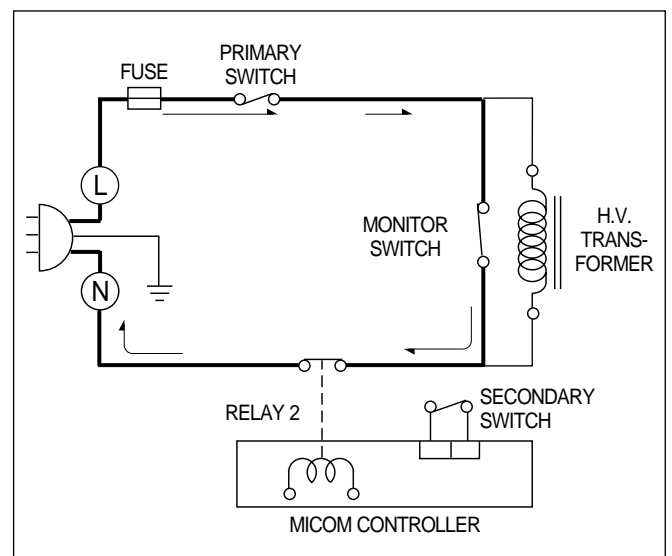 PRIMARY
SWITCH
FUSE
L
MONITOR
SWITCH
H.V.
TRANS-
FORMER
N
RELAY 2
SECONDARY
SWITCH
MICOM CONTROLLER